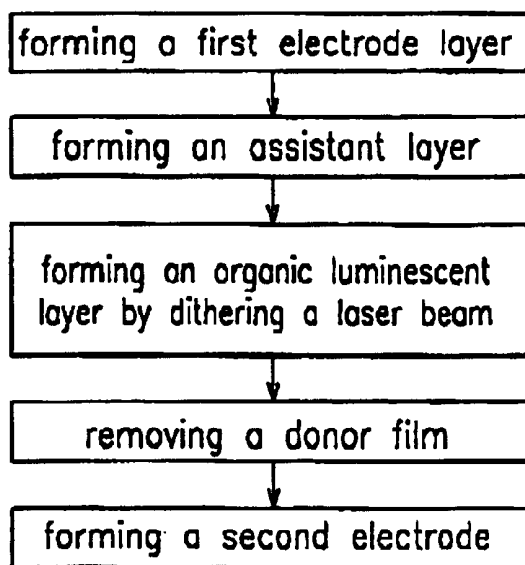 forming a first electrode layer
forming an assistant layer
forming an organic luminescent
layer by dithering a laser beam
removing a donor film
forming a second electrode